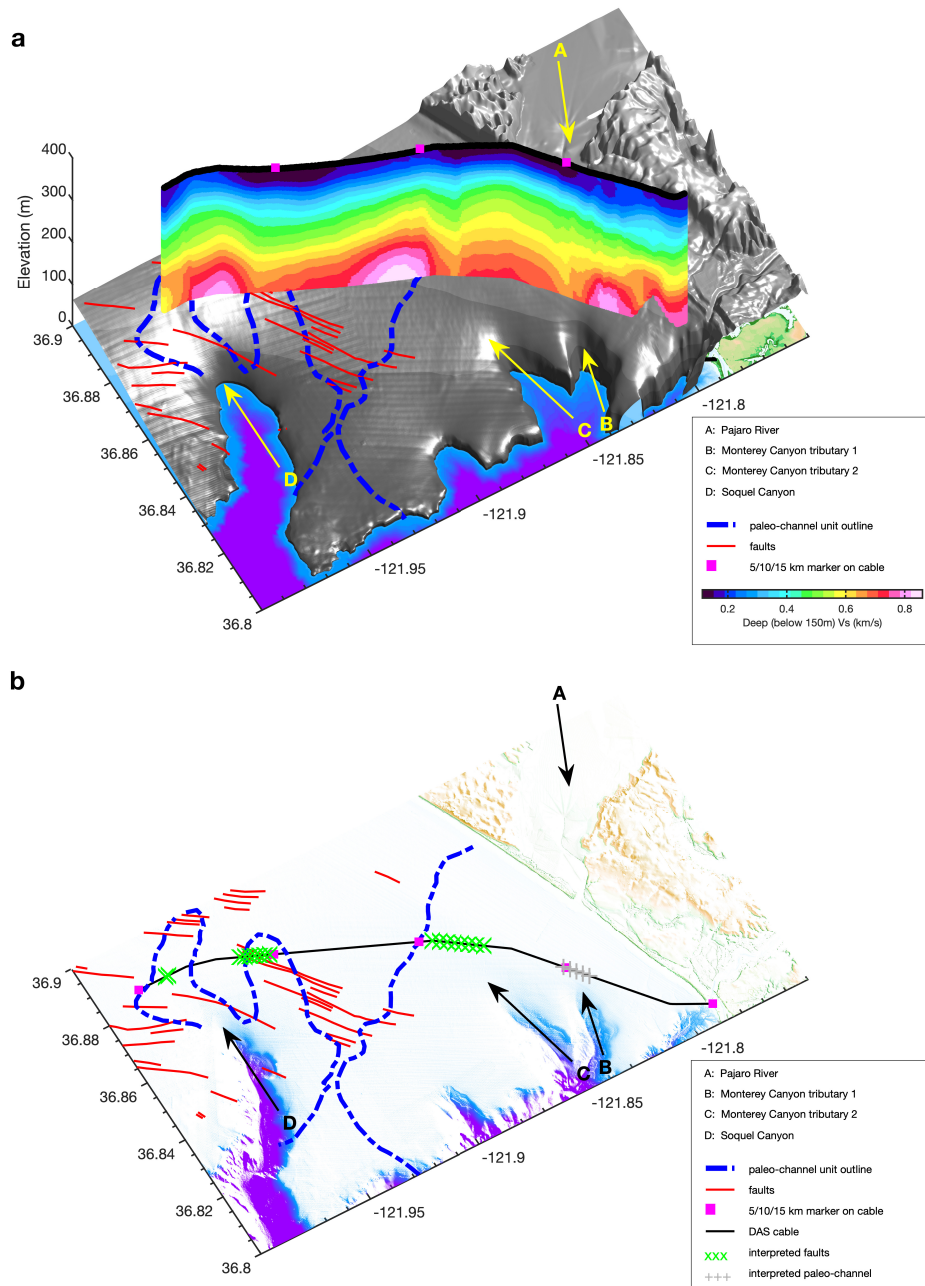 a
A
400
300
200
100
0
Elevation (m)
36.9
36.88
36.86
36.84
36.82
36.8
-121.95
-121.9
-121.85
-121.8
D
C
B
A: Pajaro River
B: Monterey Canyon tributary 1
C: Monterey Canyon tributary 2
D: Soquel Canyon
paleo-channel unit outline
faults
5/10/15 km marker on cable
0.2 0.4 0.6 0.8
Deep (below 150m) Vs (km/s)
b
A
36.9
36.88
36.86
36.84
36.82
36.8
-121.95
-121.9
-121.85
-121.8
D
C
B
A: Pajaro River
B: Monterey Canyon tributary 1
C: Monterey Canyon tributary 2
D: Soquel Canyon
paleo-channel unit outline
faults
5/10/15 km marker on cable
DAS cable
XXX interpreted faults
+++ interpreted paleo-channel